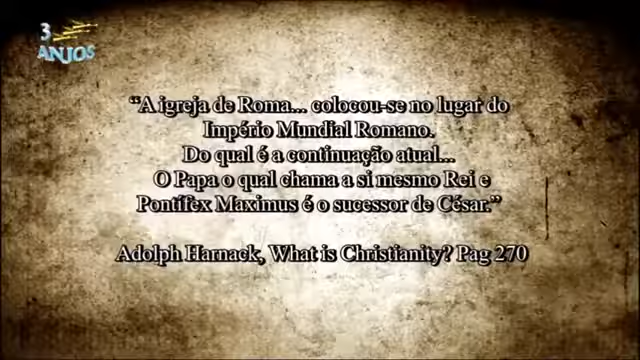 3
ANJOS
“A igreja de Roma... colocou-se no lugar do
Império Mundial Romano.
Do qual é a continuação atual...
O Papa o qual chama a si mesmo Rei e
Pontifex Maximus é o sucessor de César.”
Adolph Harnack, What is Christianity? Pag 270